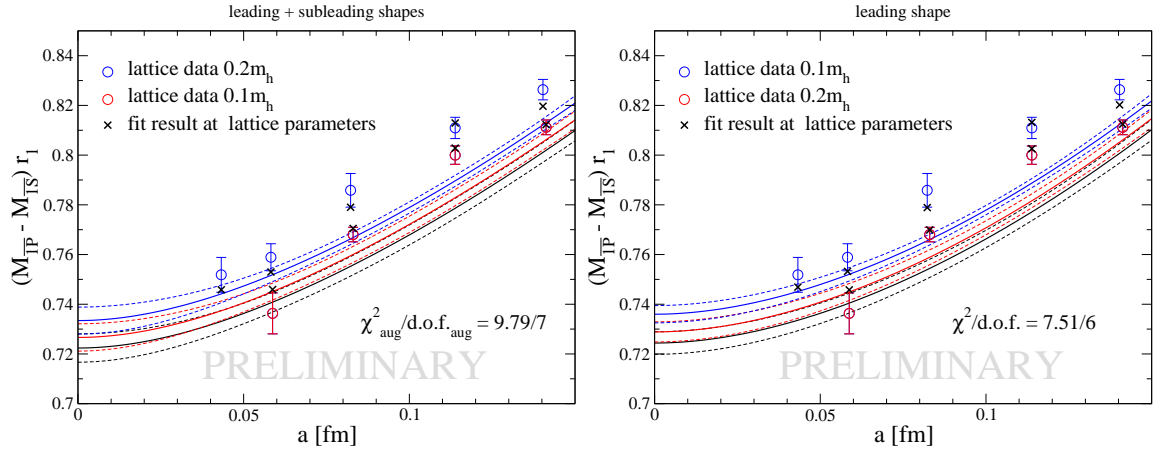 leading + subleading shapes
0.84
0.82
0.8
0.78
0.76
0.74
0.72
0.7
(M_1P - M_1S) r_1
lattice data 0.2m_h
lattice data 0.1m_h
fit result at lattice parameters
χ²_aug/d.o.f._aug = 9.79/7
PRELIMINARY
0
0.05
0.1
a [fm]
leading shape
0.84
0.82
0.8
0.78
0.76
0.74
0.72
0.7
(M_1P - M_1S) r_1
lattice data 0.1m_h
lattice data 0.2m_h
fit result at lattice parameters
χ²/d.o.f. = 7.51/6
PRELIMINARY
0
0.05
0.1
a [fm]